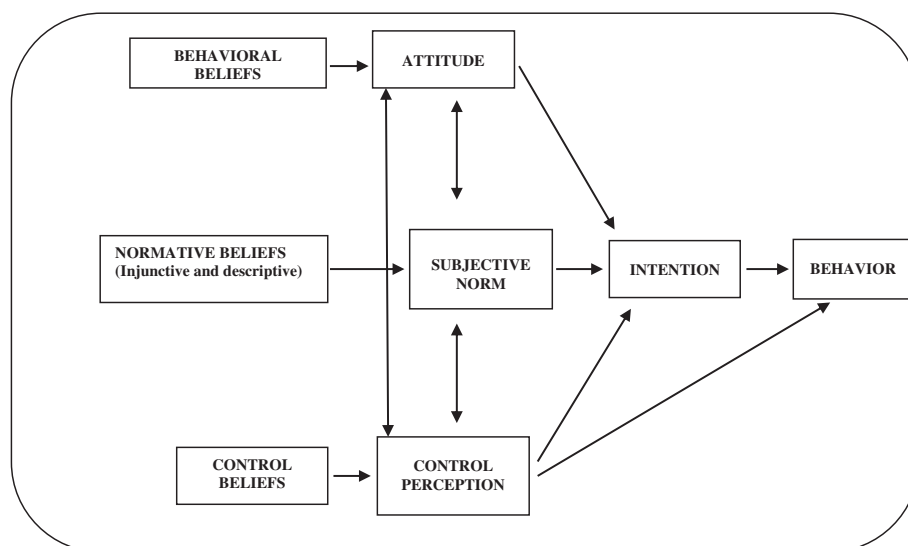 BEHAVIORAL
BELIEFS
ATTITUDE
NORMATIVE BELIEFS
(Injunctive and descriptive)
SUBJECTIVE
NORM
INTENTION
BEHAVIOR
CONTROL
BELIEFS
CONTROL
PERCEPTION